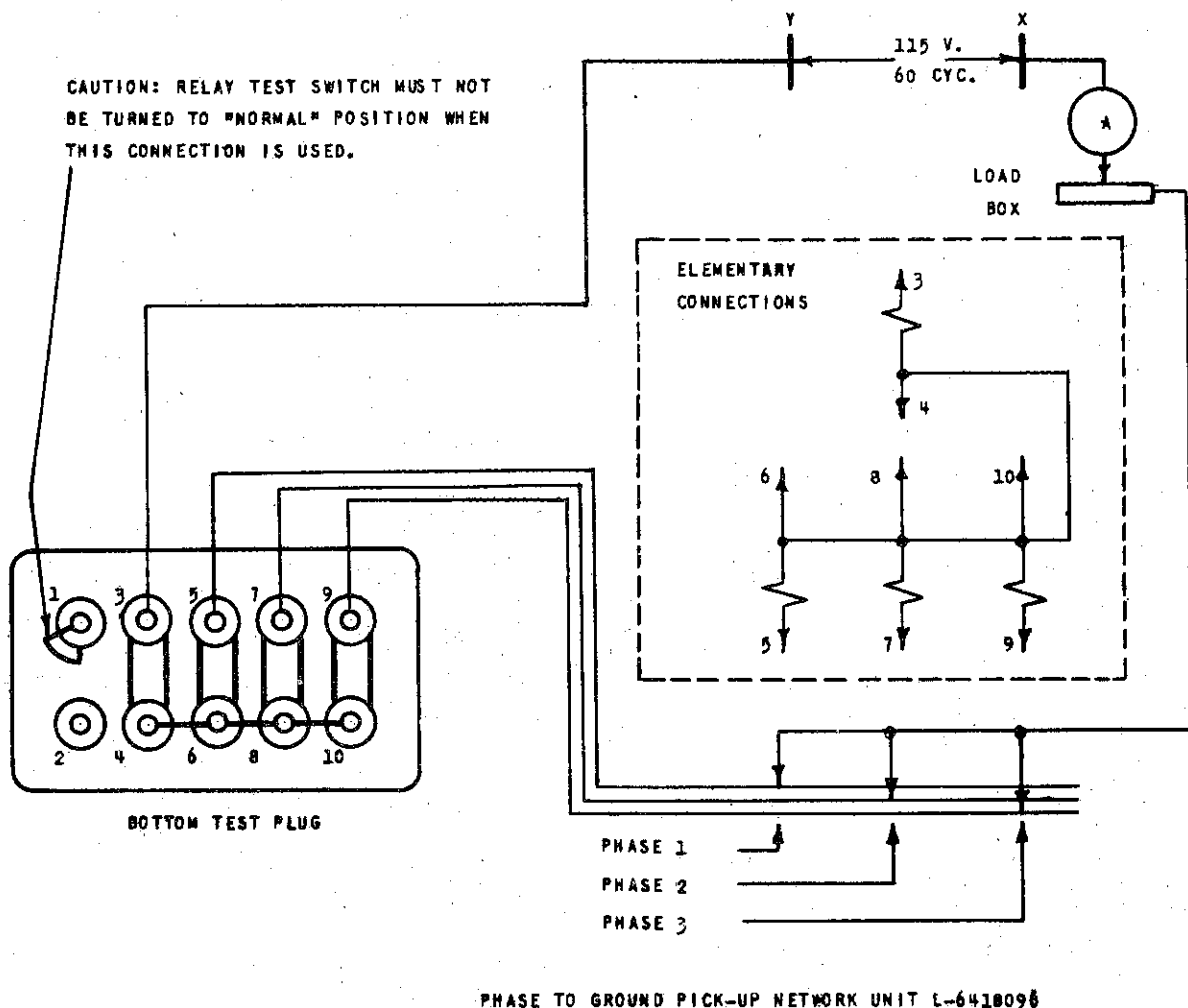 Y X
115 V.
60 CYC.
CAUTION: RELAY TEST SWITCH MUST NOT
BE TURNED TO "NORMAL" POSITION WHEN
THIS CONNECTION IS USED.
A
LOAD
BOX
ELEMENTARY
CONNECTIONS
3
4
6 8 10
5 7 9
1 3 5 7 9
2 4 6 8 10
BOTTOM TEST PLUG
PHASE 1
PHASE 2
PHASE 3
PHASE TO GROUND PICK-UP NETWORK UNIT